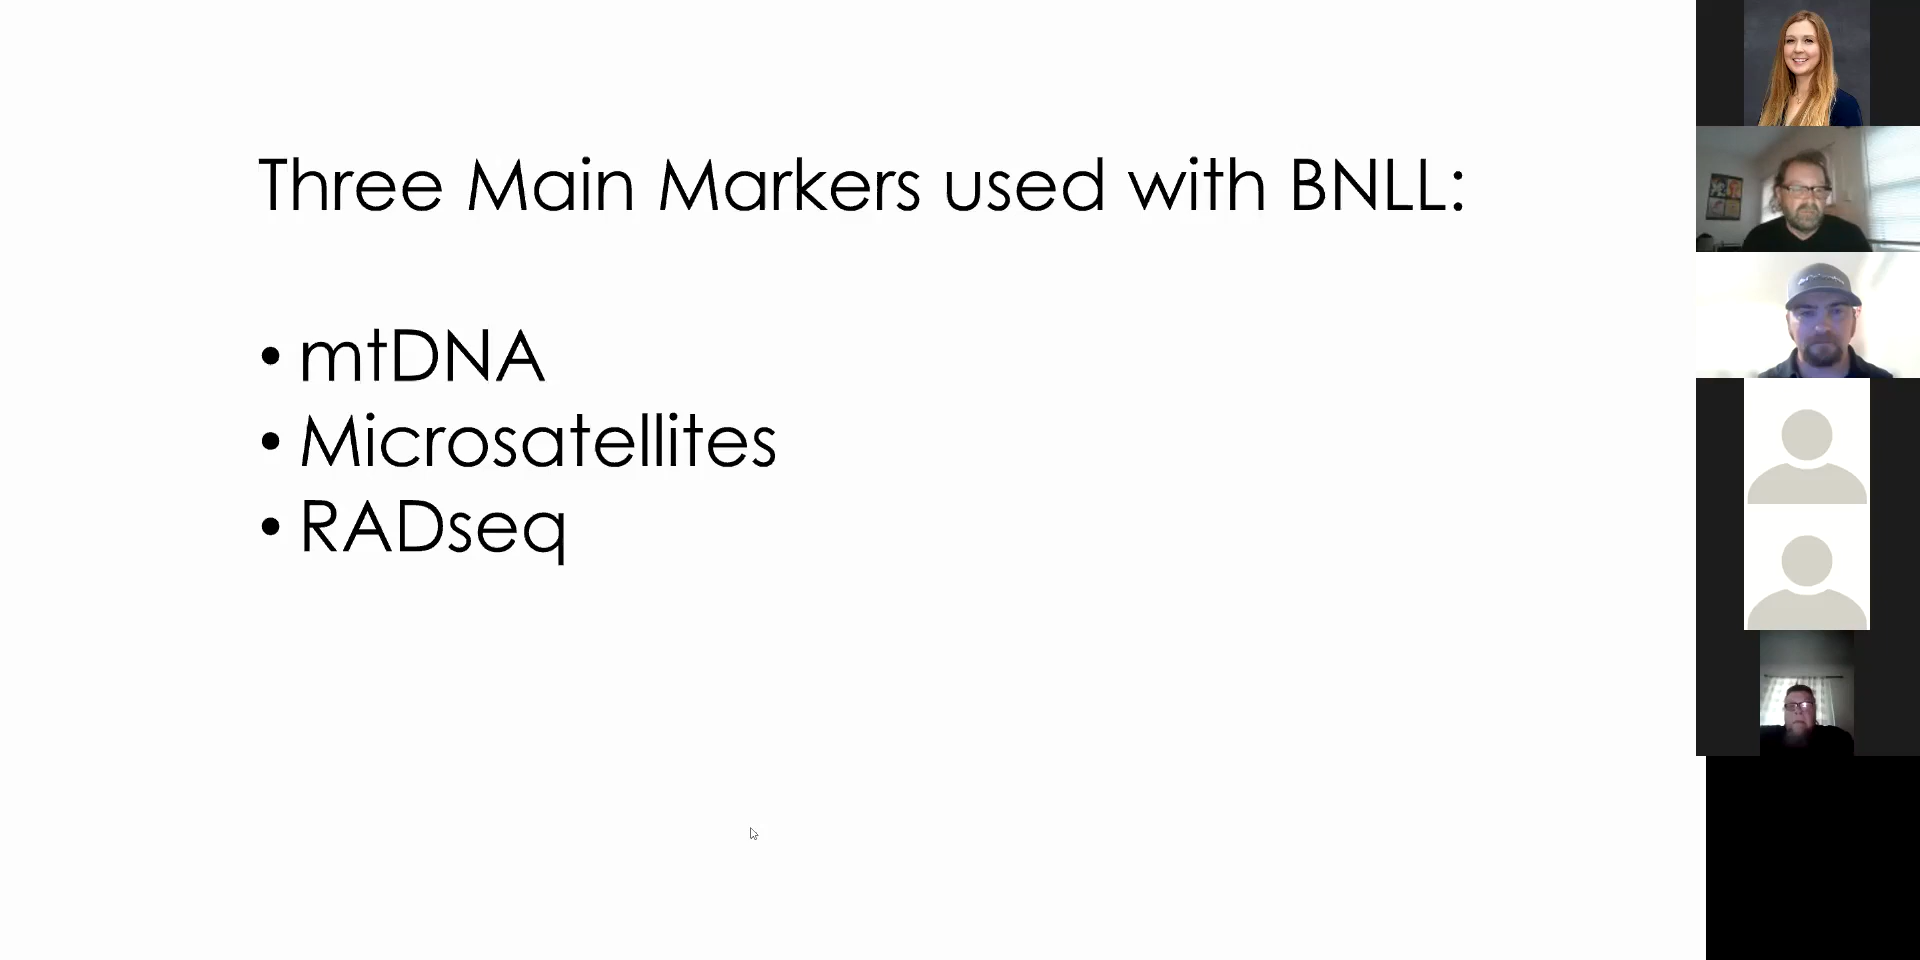 Three Main Markers used with BNLL:
• mtDNA
• Microsatellites
• RADseq